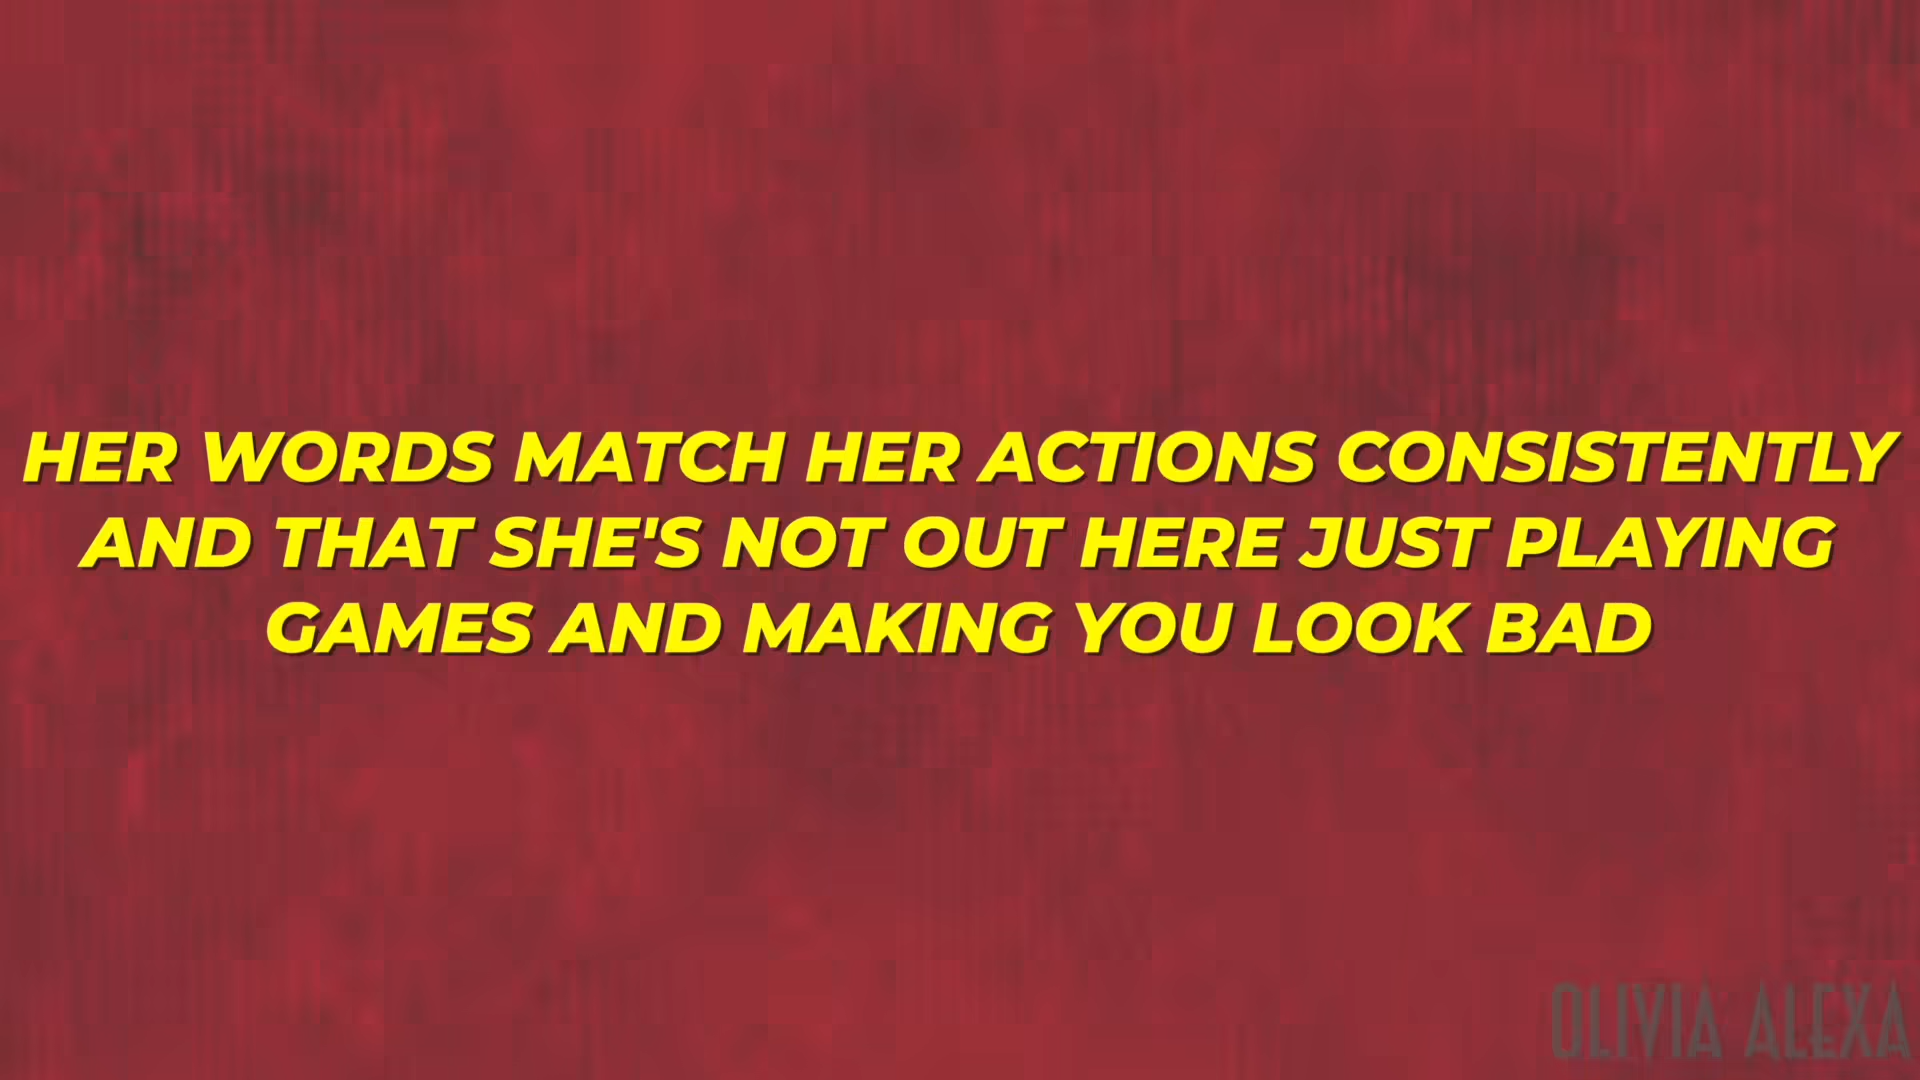 HER WORDS MATCH HER ACTIONS CONSISTENTLY
AND THAT SHE'S NOT OUT HERE JUST PLAYING
GAMES AND MAKING YOU LOOK BAD
OLIVIA ALEXA